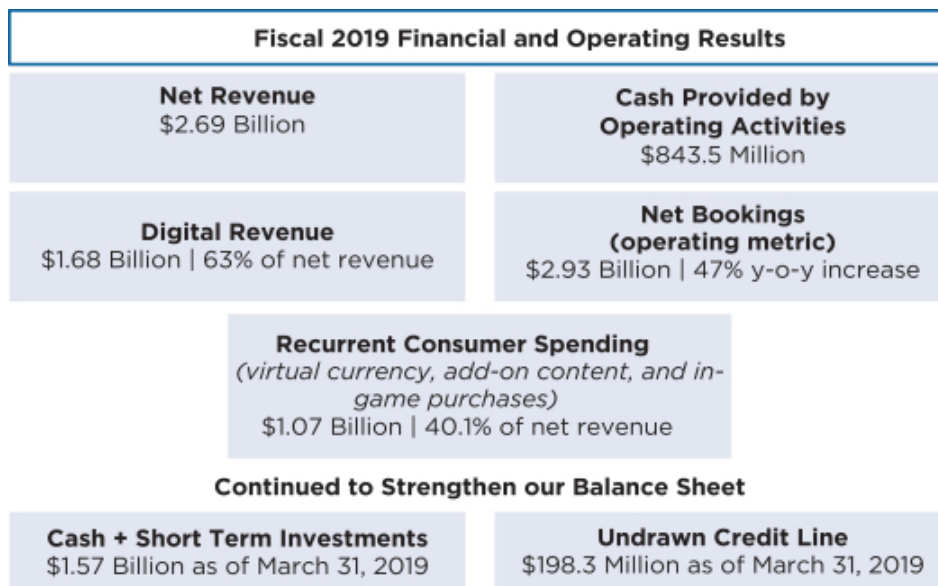 Fiscal 2019 Financial and Operating Results
Net Revenue
$2.69 Billion
Cash Provided by
Operating Activities
$843.5 Million
Digital Revenue
$1.68 Billion | 63% of net revenue
Net Bookings
(operating metric)
$2.93 Billion | 47% y-o-y increase
Recurrent Consumer Spending
(virtual currency, add-on content, and in-
game purchases)
$1.07 Billion | 40.1% of net revenue
Continued to Strengthen our Balance Sheet
Cash + Short Term Investments
$1.57 Billion as of March 31, 2019
Undrawn Credit Line
$198.3 Million as of March 31, 2019